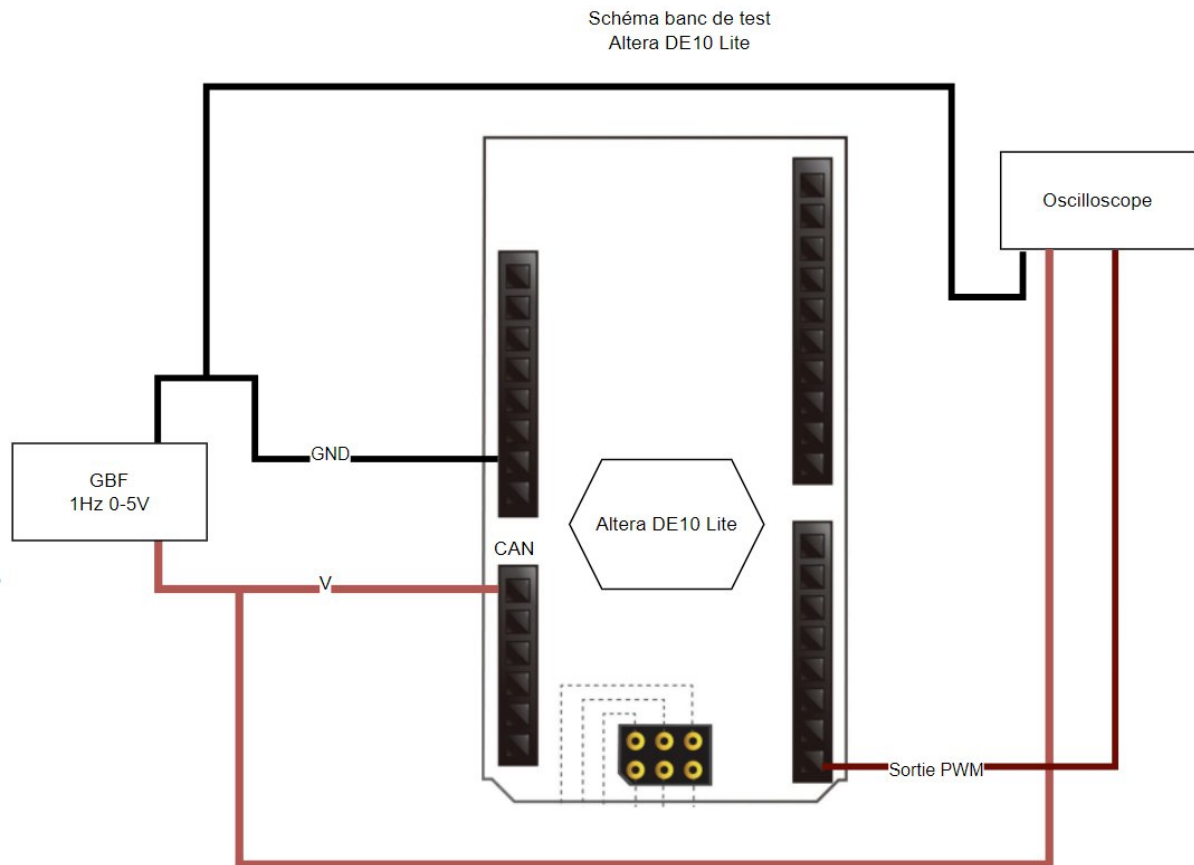 Schéma banc de test
Altera DE10 Lite
Oscilloscope
GND
GBF
1Hz 0-5V
Altera DE10 Lite
CAN
V
Sortie PWM